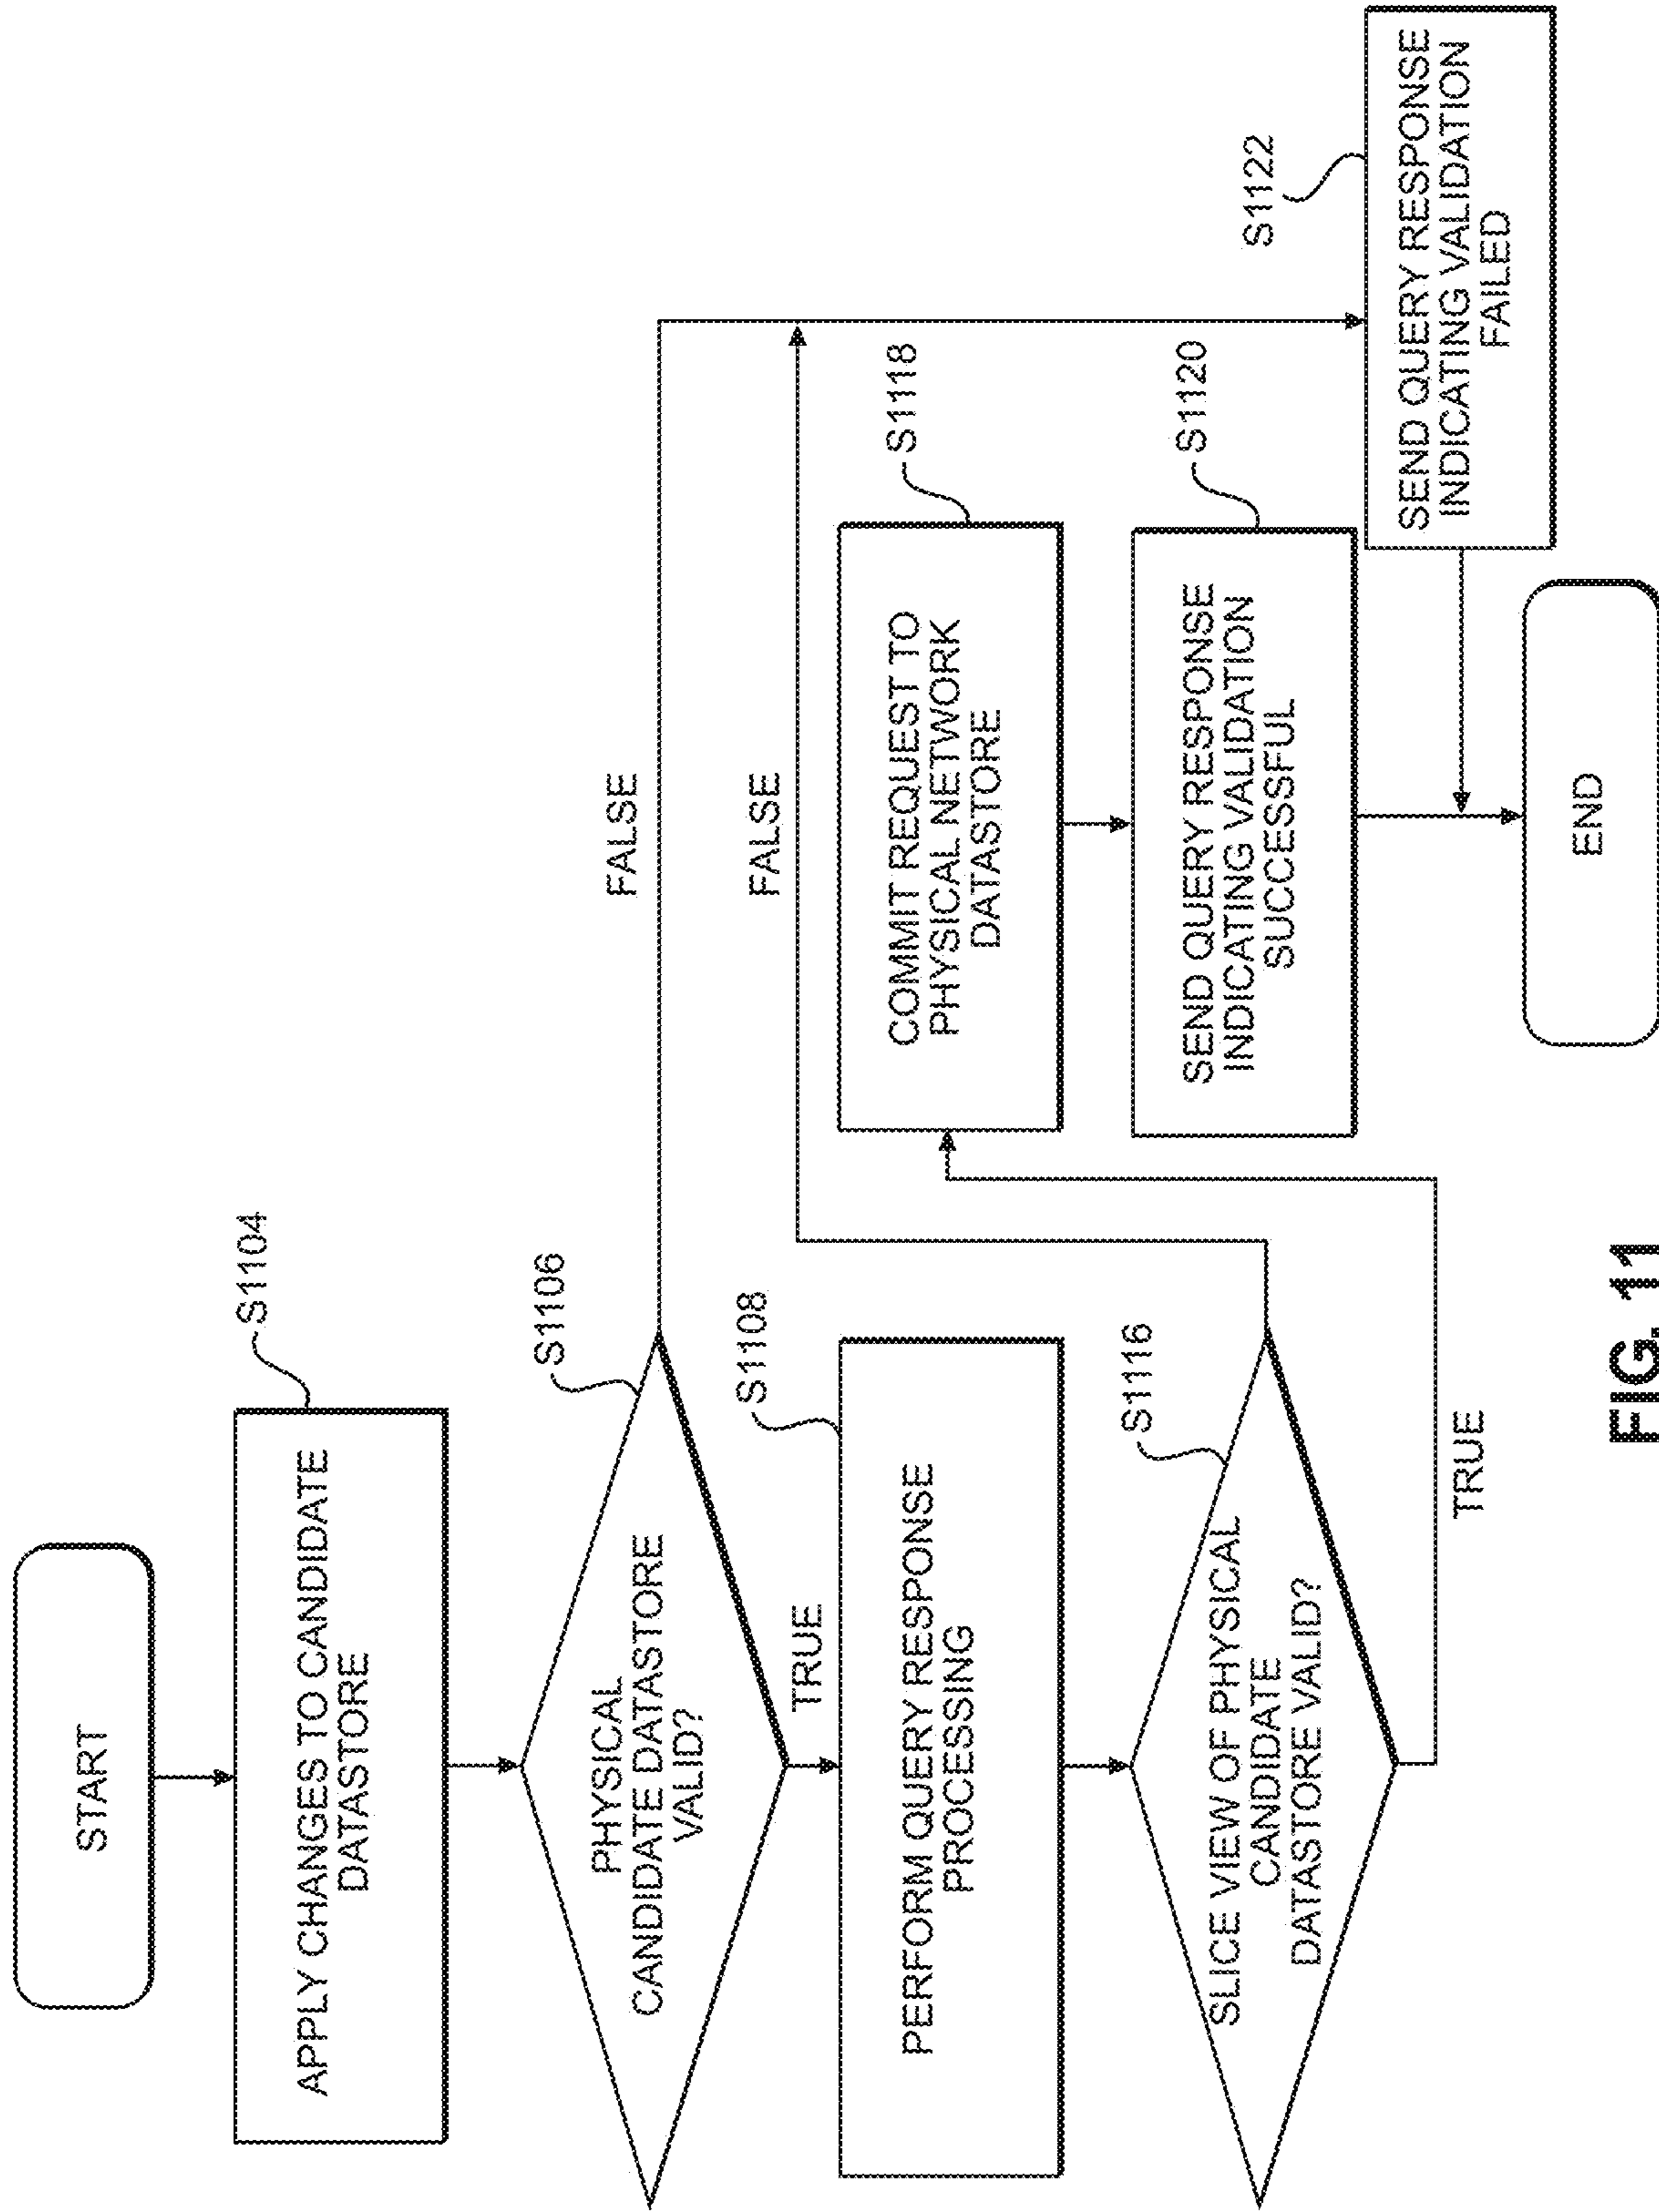 START
S1104
APPLY CHANGES TO CANDIDATE
DATASTORE
S1106
PHYSICAL
CANDIDATE DATASTORE
VALID?
FALSE
TRUE
S1108
PERFORM QUERY RESPONSE
PROCESSING
S1116
SLICE VIEW OF PHYSICAL
CANDIDATE
DATASTORE VALID?
FALSE
TRUE
S1118
COMMIT REQUEST TO
PHYSICAL NETWORK
DATASTORE
S1120
SEND QUERY RESPONSE
INDICATING VALIDATION
SUCCESSFUL
S1122
SEND QUERY RESPONSE
INDICATING VALIDATION
FAILED
END
FIG. 11